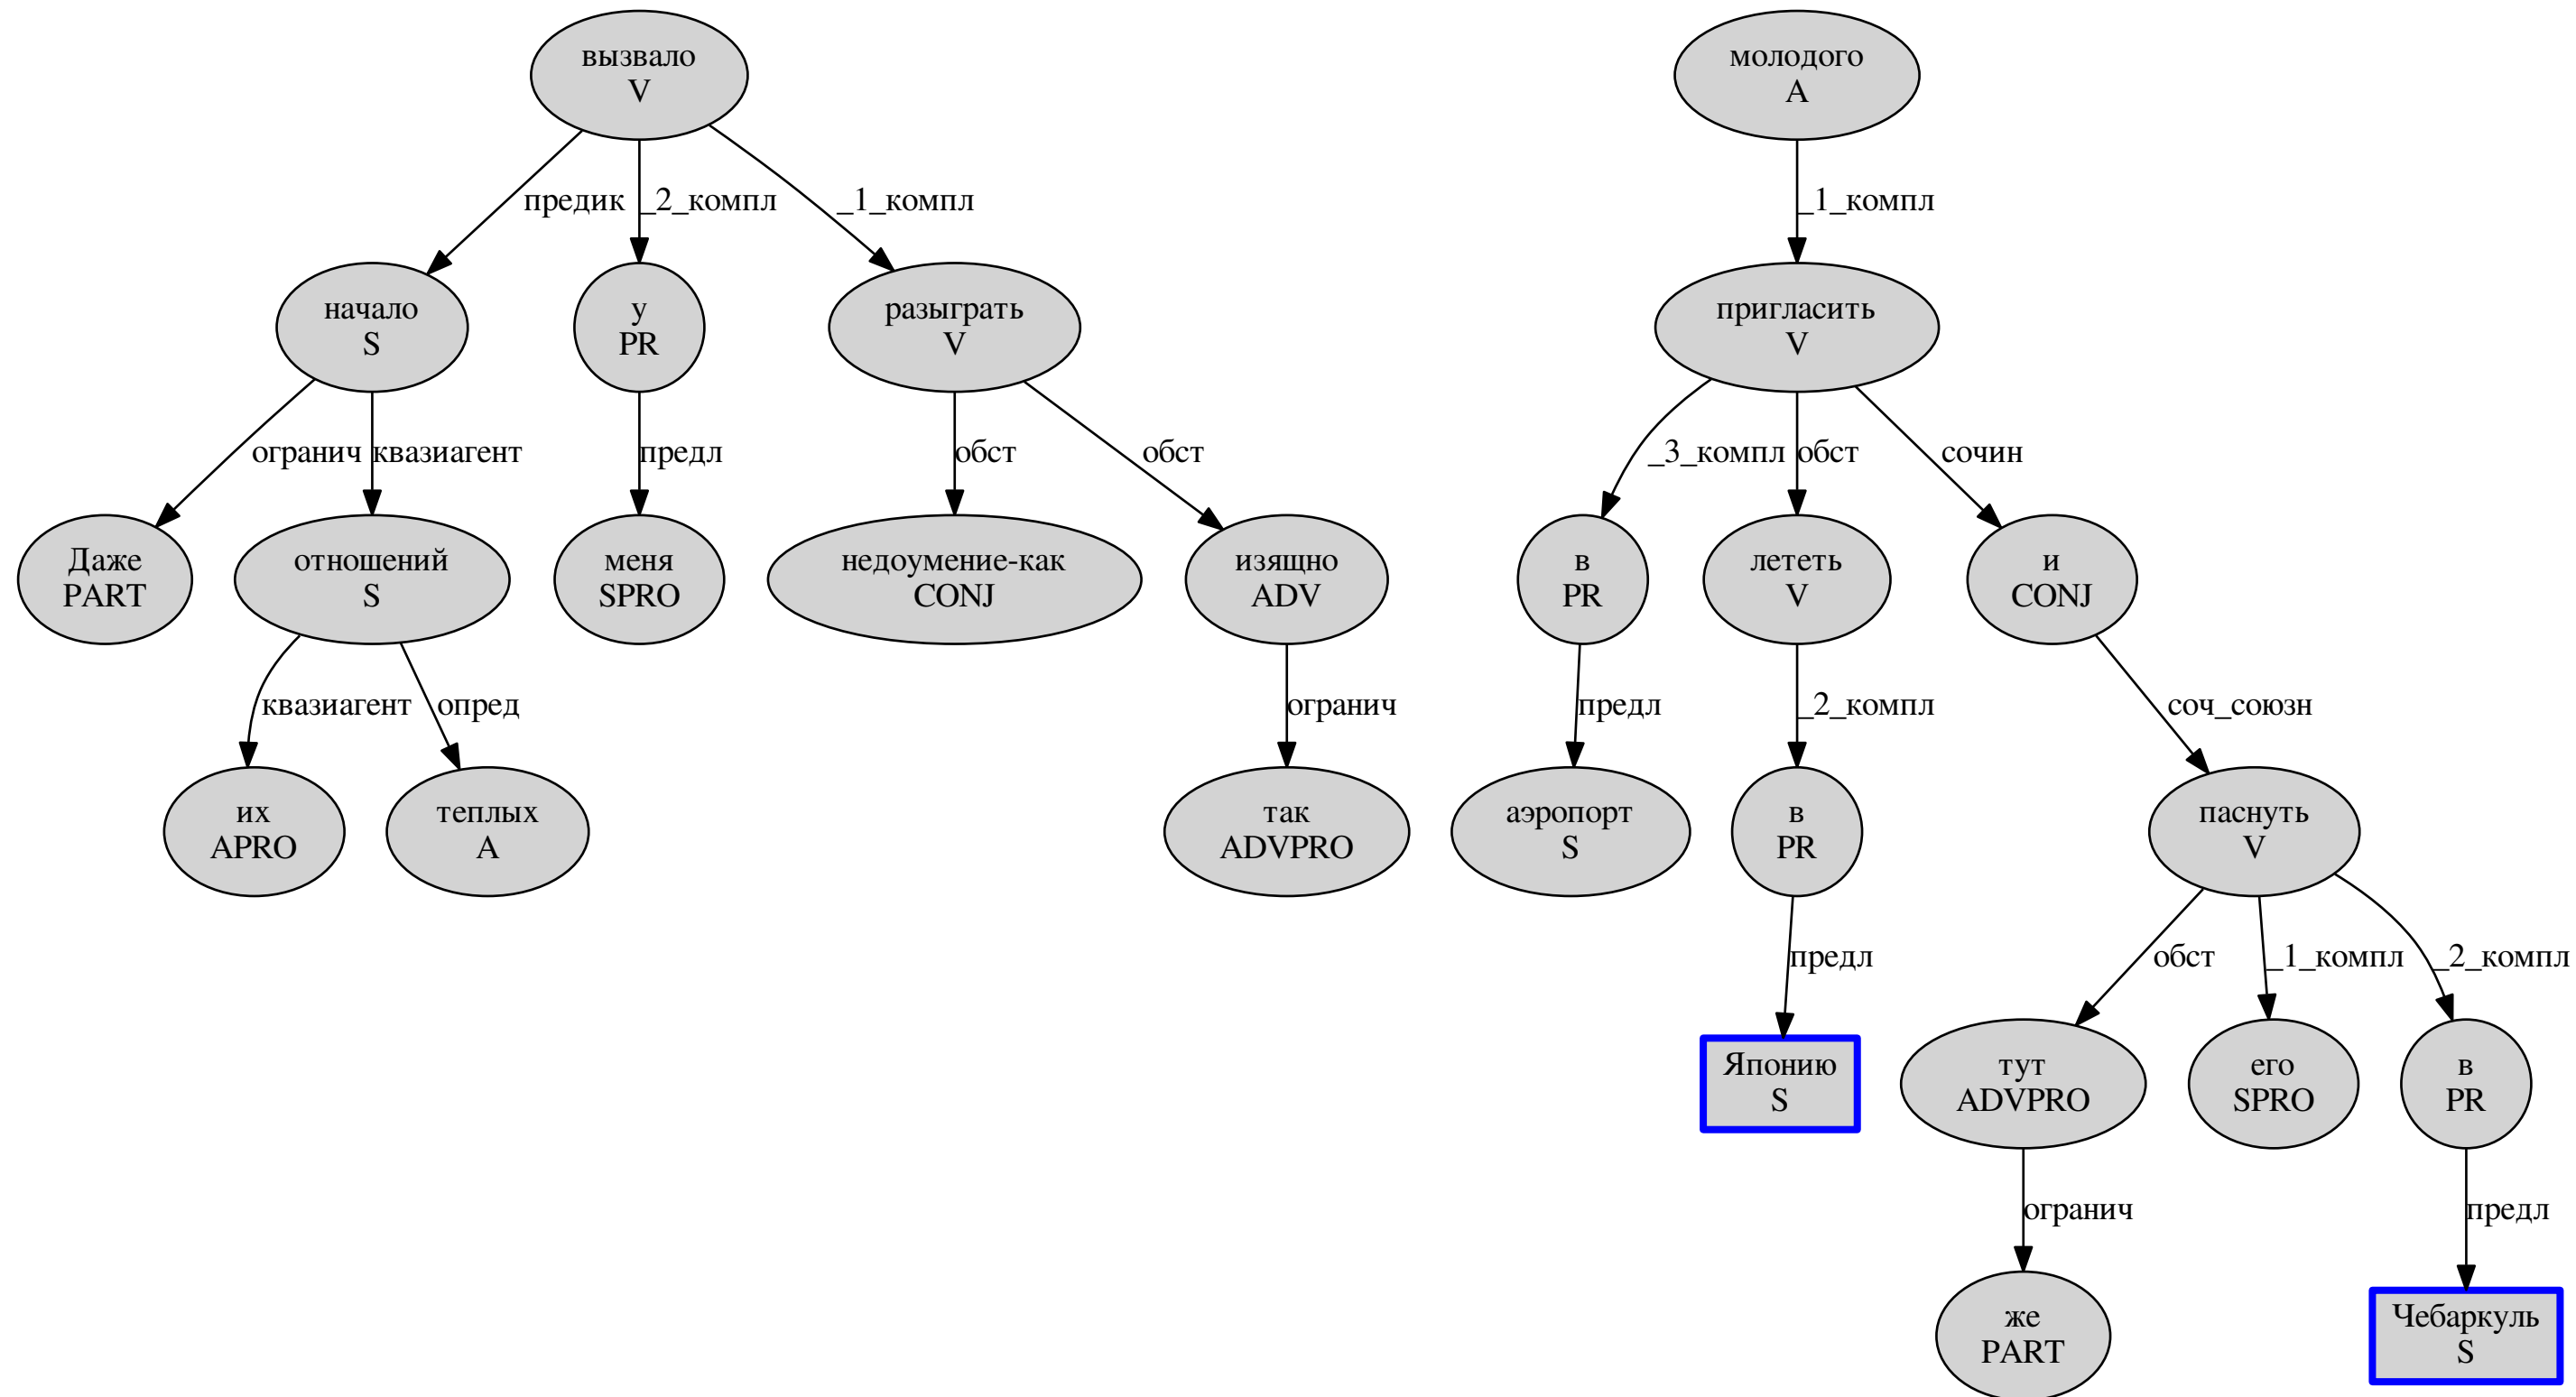 вызвало
V
молодого
A
предик
_2_компл
_1_компл
_1_компл
начало
S
у
PR
разыграть
V
пригласить
V
огранич
квазиагент
предл
обст
обст
_3_компл
обст
сочин
Даже
PART
отношений
S
меня
SPRO
недоумение-как
CONJ
изящно
ADV
в
PR
лететь
V
и
CONJ
квазиагент
опред
огранич
предл
_2_компл
соч_союзн
их
APRO
теплых
A
так
ADVPRO
аэропорт
S
в
PR
паснуть
V
предл
обст
_1_компл
_2_компл
Японию
S
тут
ADVPRO
его
SPRO
в
PR
огранич
предл
же
PART
Чебаркуль
S